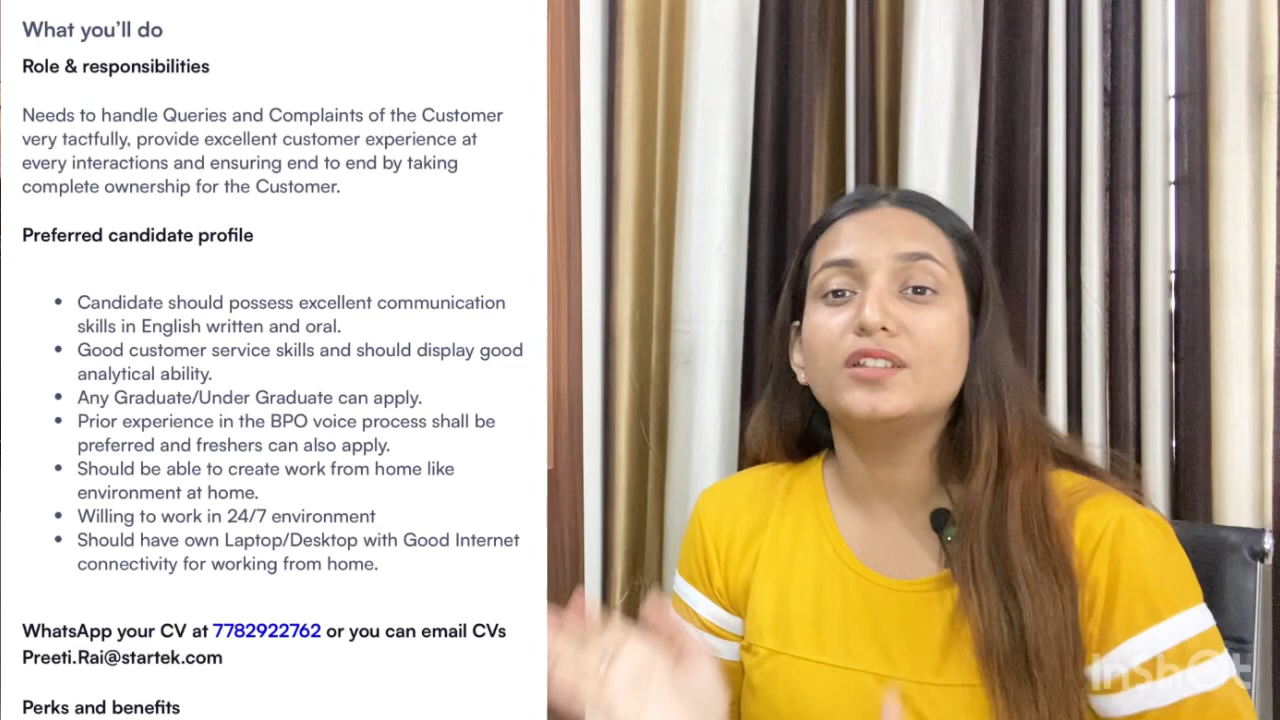 What you'll do
Role & responsibilities
Needs to handle Queries and Complaints of the Customer
very tactfully, provide excellent customer experience at
every interactions and ensuring end to end by taking
complete ownership for the Customer.
Preferred candidate profile
• Candidate should possess excellent communication
skills in English written and oral.
• Good customer service skills and should display good
analytical ability.
• Any Graduate/Under Graduate can apply.
• Prior experience in the BPO voice process shall be
preferred and freshers can also apply.
• Should be able to create work from home like
environment at home.
• Willing to work in 24/7 environment
• Should have own Laptop/Desktop with Good Internet
connectivity for working from home.
WhatsApp your CV at 7782922762 or you can email CVs
Preeti.Rai@startek.com
Perks and benefits
InShOt